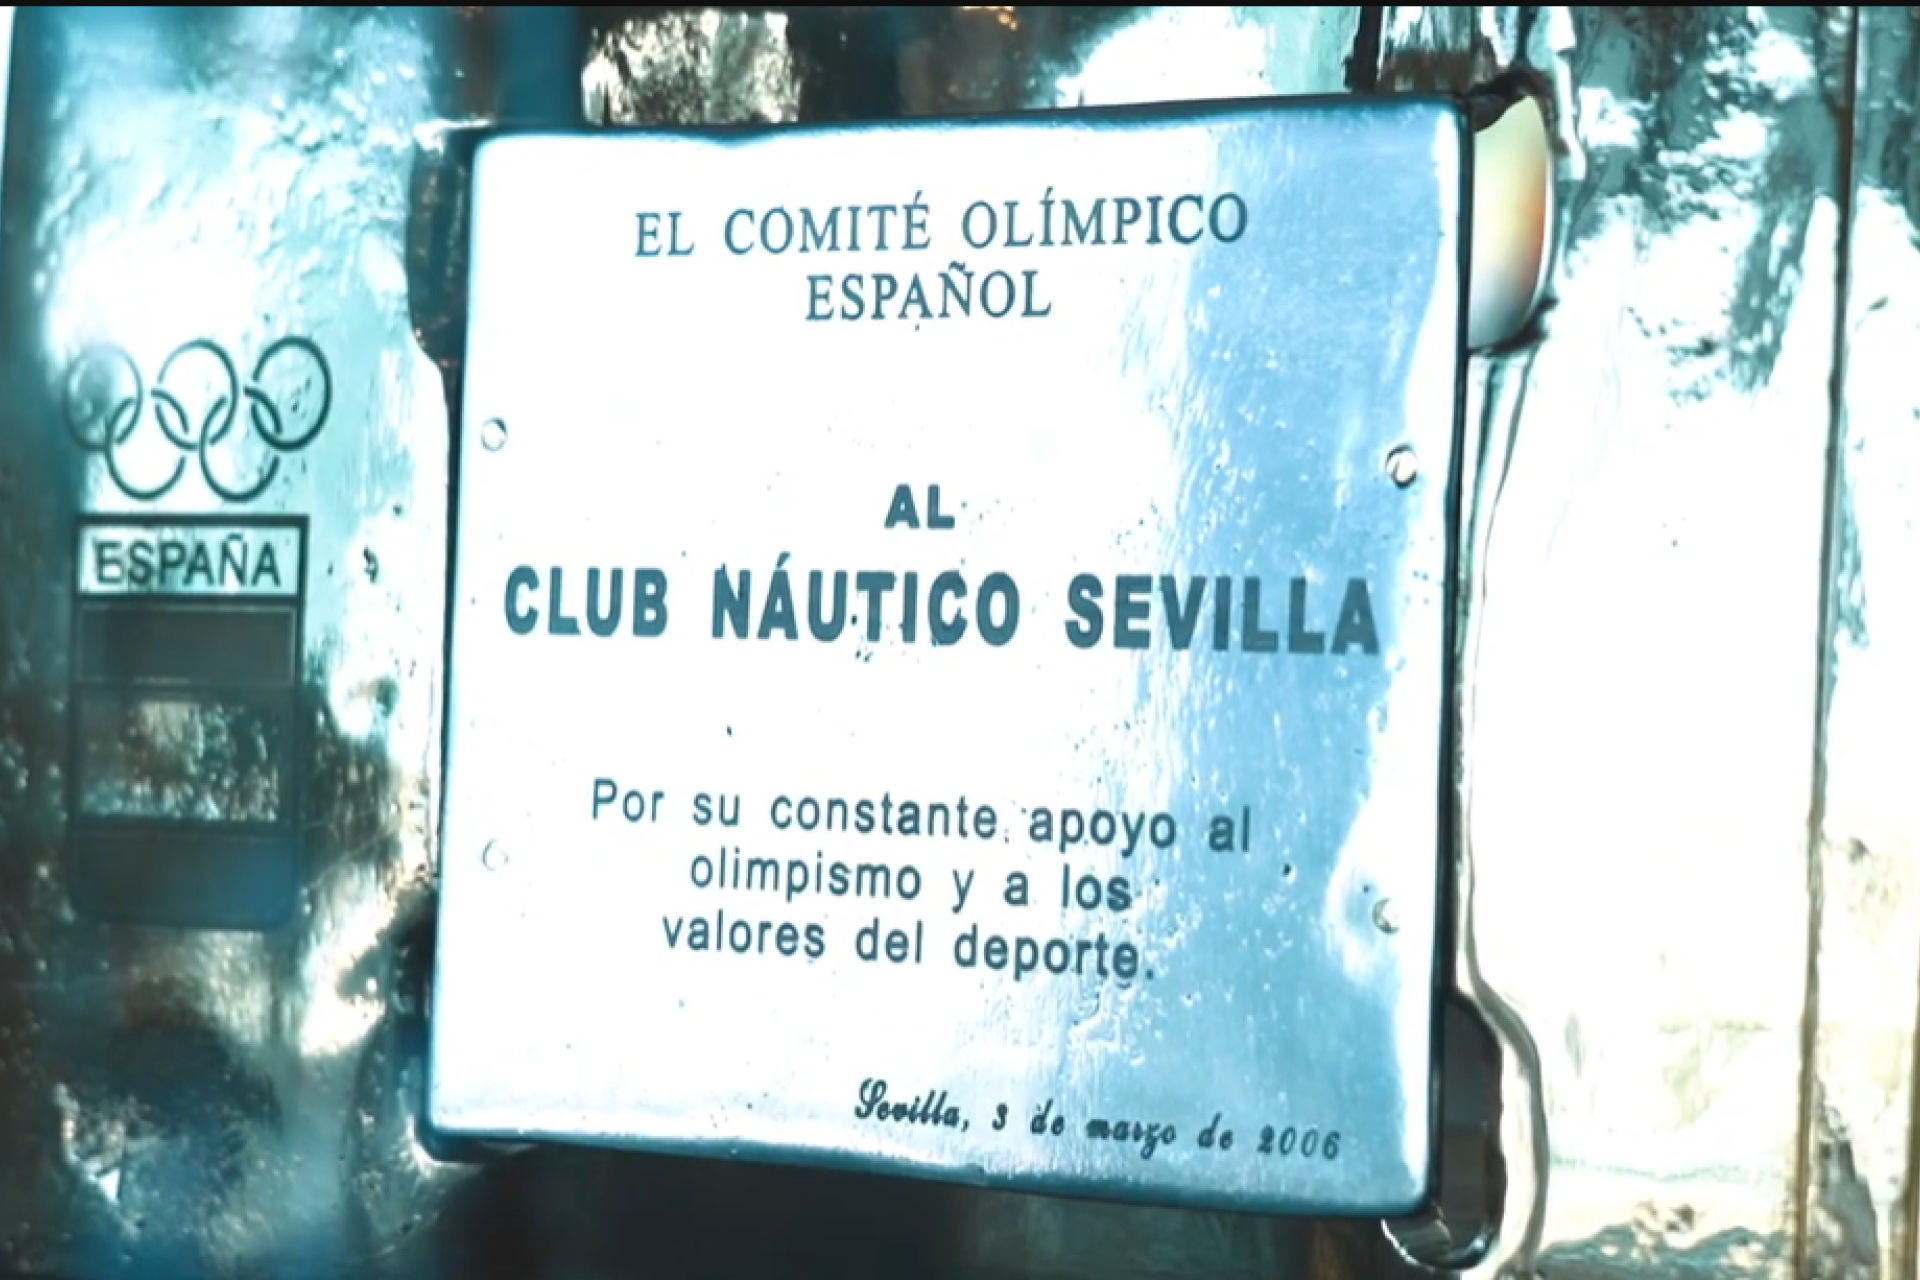 EL COMITÉ OLÍMPICO
ESPAÑOL
AL
CLUB NÁUTICO SEVILLA
Por su constante apoyo al
olimpismo y a los
valores del deporte.
Sevilla, 3 de marzo de 2006
ESPAÑA